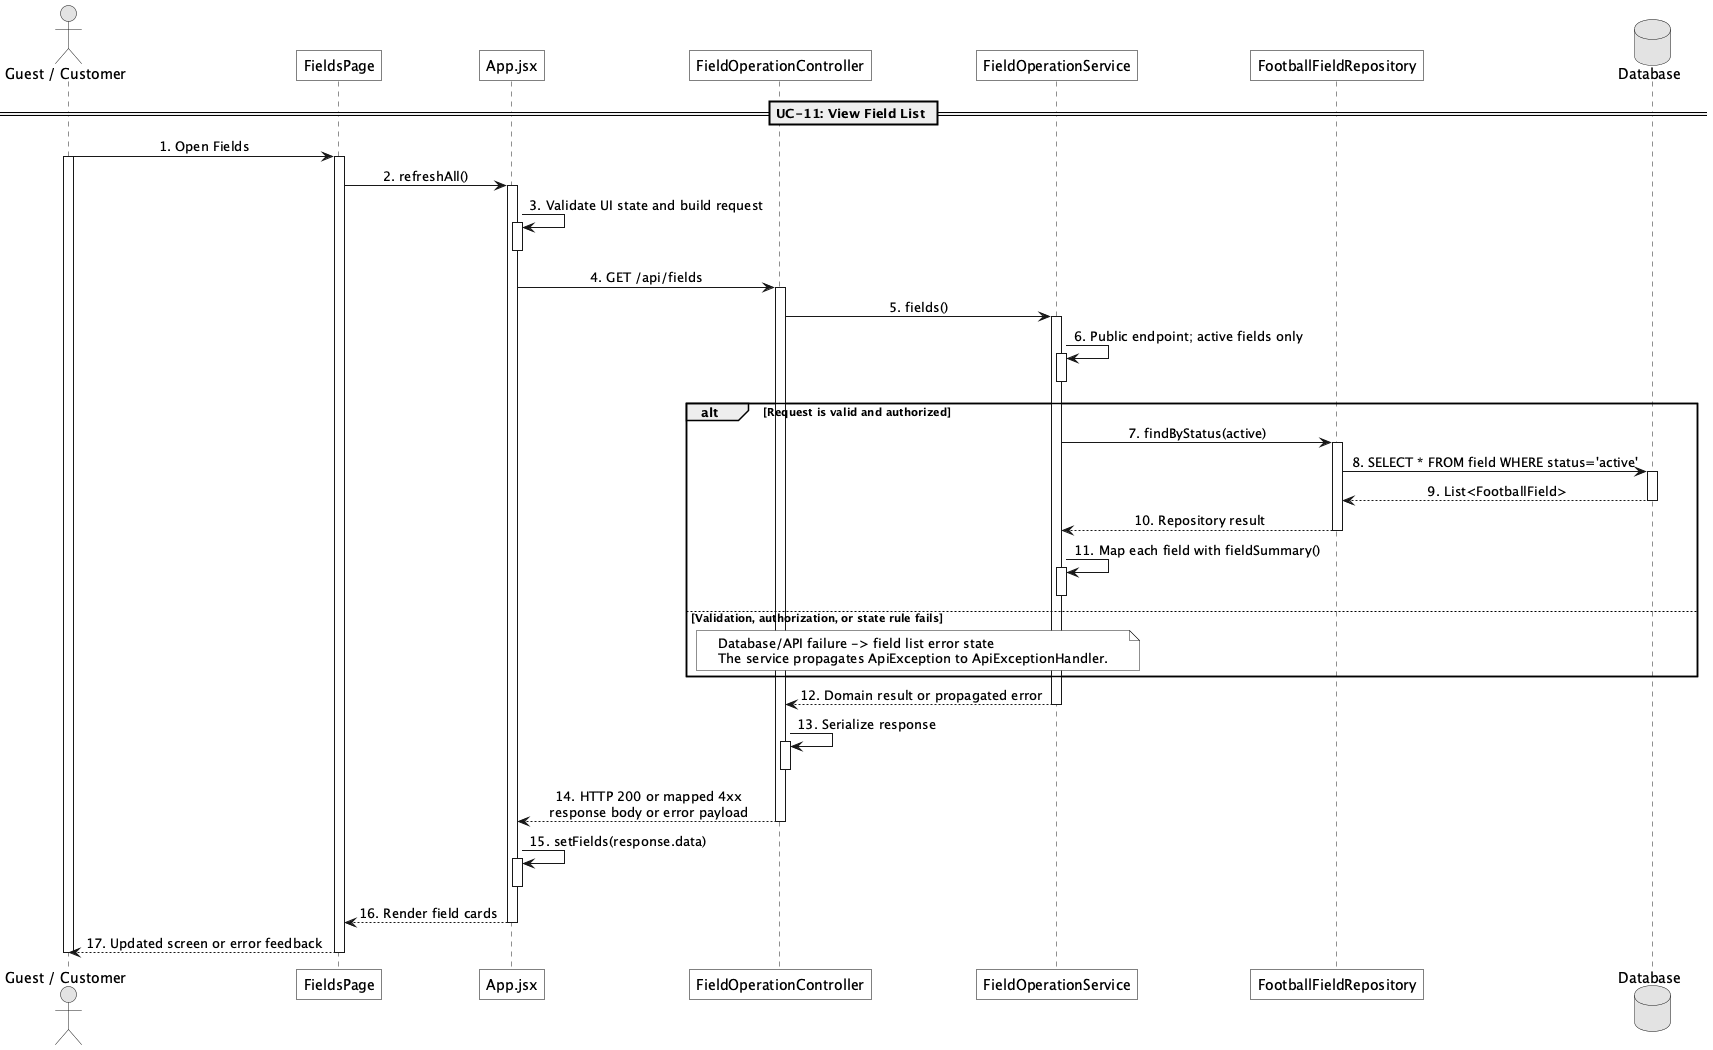 Guest / Customer
FieldsPage
App.jsx
FieldOperationController
FieldOperationService
FootballFieldRepository
Database
UC-11: View Field List
1. Open Fields
2. refreshAll()
3. Validate UI state and build request
4. GET /api/fields
5. fields()
6. Public endpoint; active fields only
alt
[Request is valid and authorized]
7. findByStatus(active)
8. SELECT * FROM field WHERE status='active'
9. List<FootballField>
10. Repository result
11. Map each field with fieldSummary()
[Validation, authorization, or state rule fails]
Database/API failure -> field list error state
The service propagates ApiException to ApiExceptionHandler.
12. Domain result or propagated error
13. Serialize response
14. HTTP 200 or mapped 4xx
response body or error payload
15. setFields(response.data)
16. Render field cards
17. Updated screen or error feedback
Guest / Customer
FieldsPage
App.jsx
FieldOperationController
FieldOperationService
FootballFieldRepository
Database